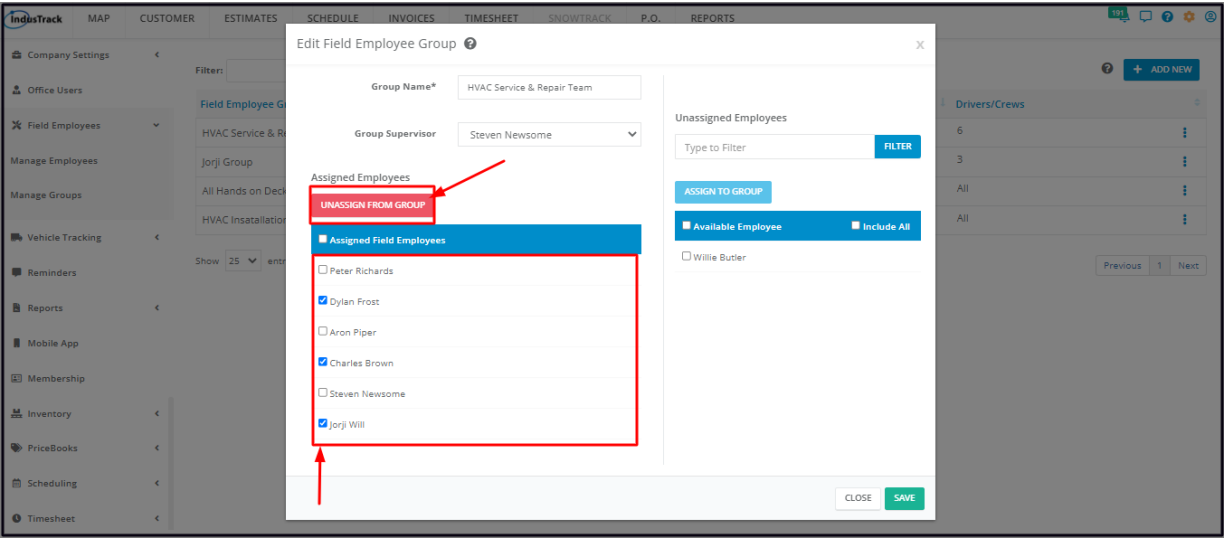 IndusTrack MAP CUSTOMER ESTIMATES SCHEDULE INVOICES TIMESHEET SNOWTRACK P.O. REPORTS 191
Company Settings
Office Users
Field Employees
Manage Employees
Manage Groups
Vehicle Tracking
Reminders
Reports
Mobile App
Membership
Inventory
PriceBooks
Scheduling
Timesheet
Filter:
+ ADD NEW
Field Employee G
Drivers/Crews
HVAC Service & Re
6
Jorji Group
3
All Hands on Deck
All
HVAC Insatallation
All
Show 25 entr
Previous 1 Next
Edit Field Employee Group
X
Group Name*
HVAC Service & Repair Team
Group Supervisor
Steven Newsome
Assigned Employees
UNASSIGN FROM GROUP
Assigned Field Employees
Peter Richards
Dylan Frost
Aron Piper
Charles Brown
Steven Newsome
Jorji Will
Unassigned Employees
Type to Filter
FILTER
ASSIGN TO GROUP
Available Employee
Include All
Willie Butler
CLOSE
SAVE